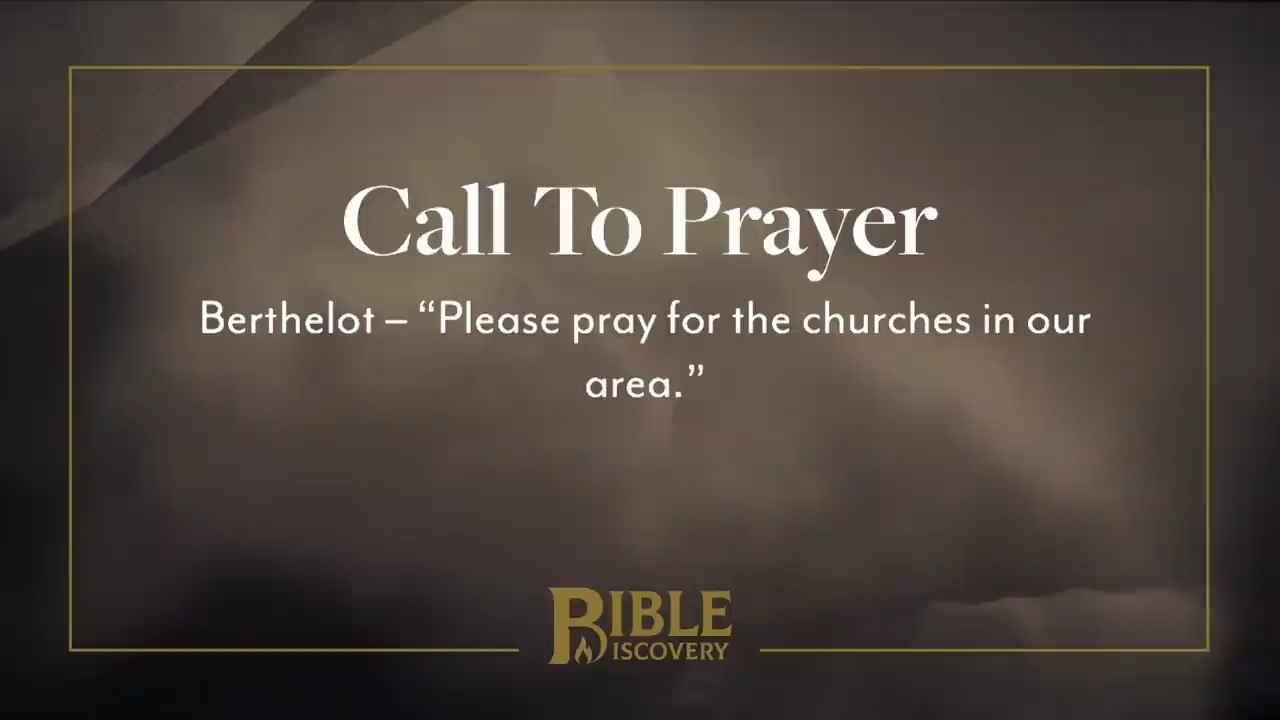 Call To Prayer
Berthelot – “Please pray for the churches in our
area.”
BIBLE
DISCOVERY